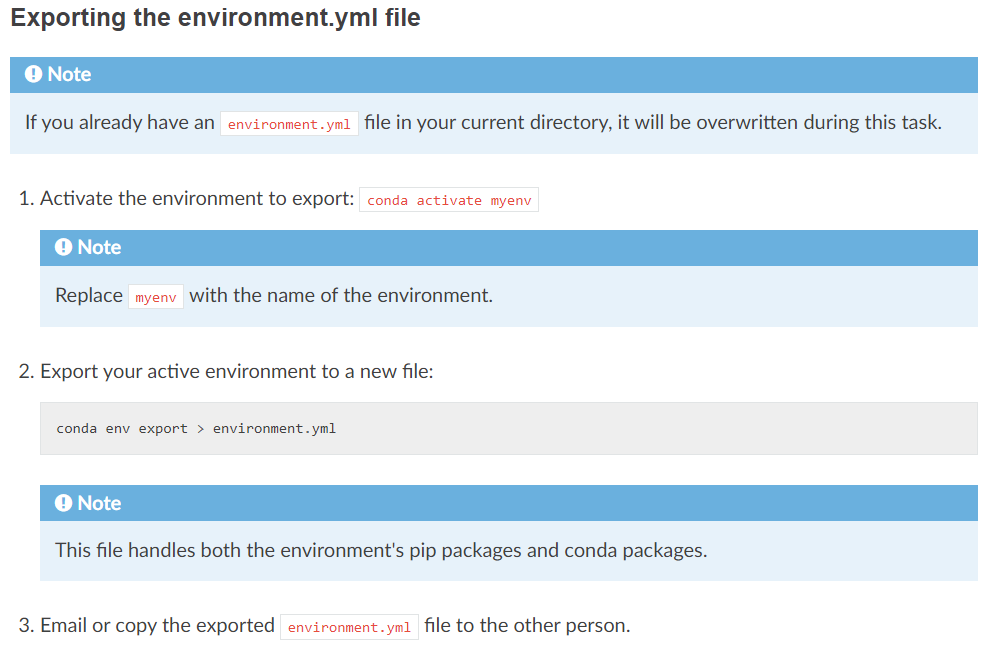 Exporting the environment.yml file
Note
If you already have an environment.yml file in your current directory, it will be overwritten during this task.
1. Activate the environment to export: conda activate myenv
Note
Replace myenv with the name of the environment.
2. Export your active environment to a new file:
conda env export > environment.yml
Note
This file handles both the environment's pip packages and conda packages.
3. Email or copy the exported environment.yml file to the other person.